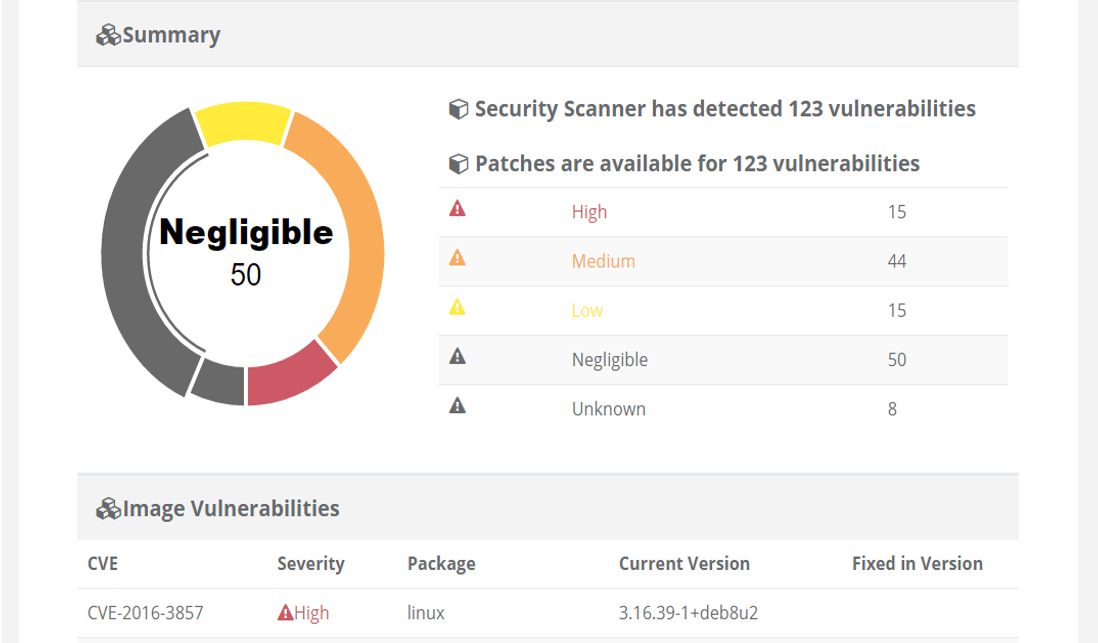 Summary
Negligible
50
Security Scanner has detected 123 vulnerabilities
Patches are available for 123 vulnerabilities
High 15
Medium 44
Low 15
Negligible 50
Unknown 8
Image Vulnerabilities
CVE Severity Package Current Version Fixed in Version
CVE-2016-3857 High linux 3.16.39-1+deb8u2